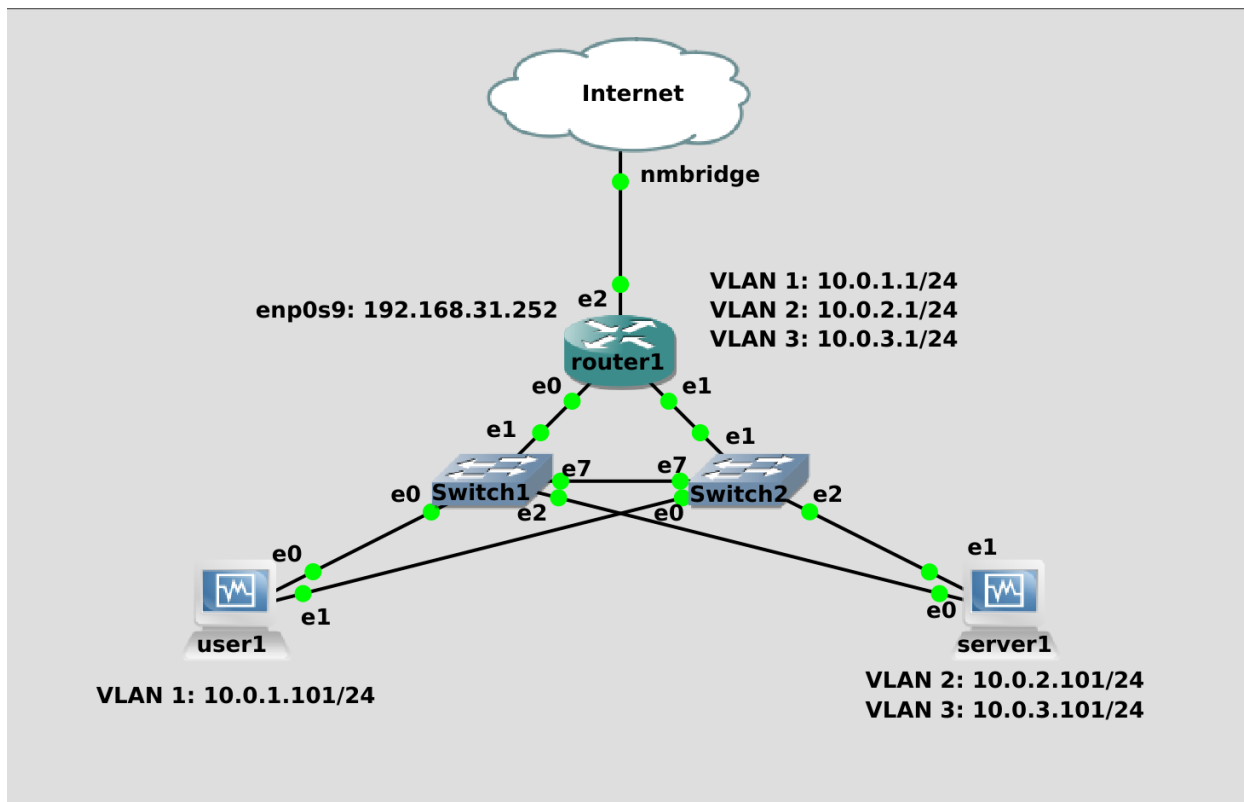 Internet
nmbridge
e2
VLAN 1: 10.0.1.1/24
VLAN 2: 10.0.2.1/24
VLAN 3: 10.0.3.1/24
enp0s9: 192.168.31.252
router1
e0
e1
e1
e1
e7
e7
Switch1
Switch2
e0
e2
e0
e2
e0
e1
e1
e0
user1
server1
VLAN 1: 10.0.1.101/24
VLAN 2: 10.0.2.101/24
VLAN 3: 10.0.3.101/24